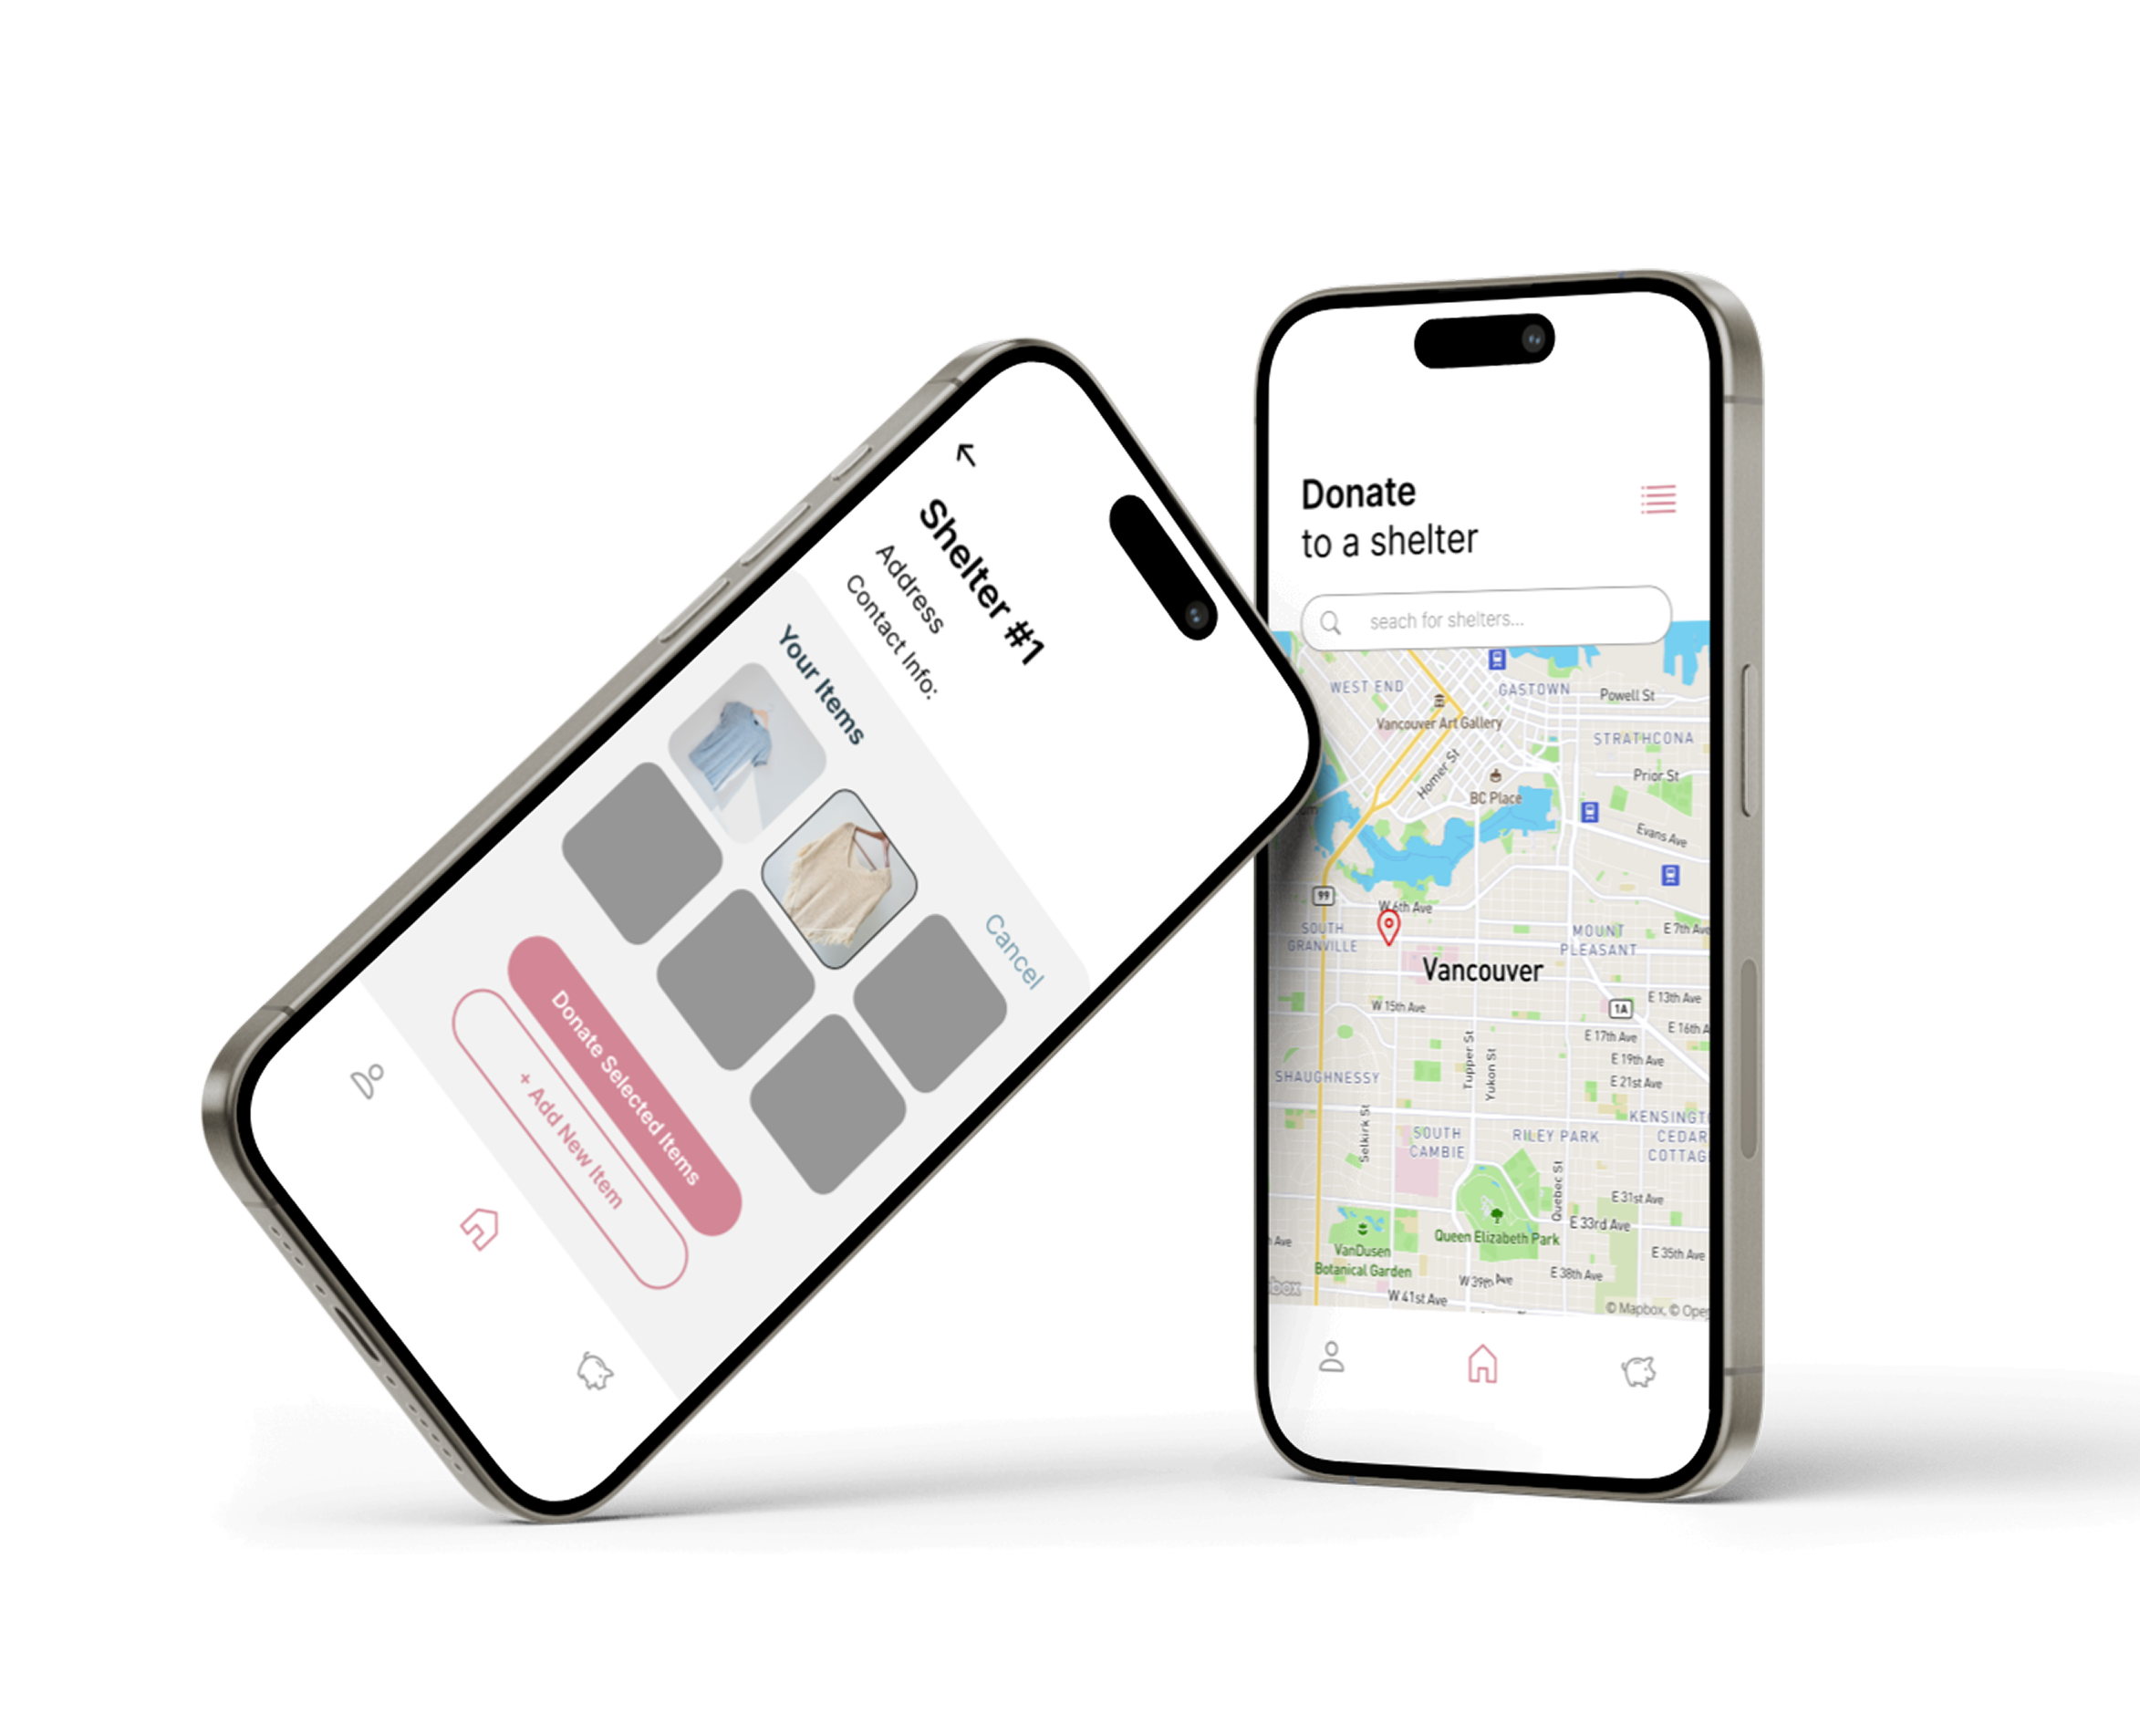 Shelter #1
Address
Contact Info:
Your Items
Cancel
Donate Selected Items
+ Add New Item
Donate
to a shelter
seach for shelters...
WEST END
GASTOWN
Powell St
Vancouver Art Gallery
STRATHCONA
Homer St
Prior St
BC Place
Evans Ave
99
W 6th Ave
SOUTH
GRANVILLE
MOUNT
PLEASANT
E 7th Ave
Vancouver
W 15th Ave
1A
E 13th Ave
E 16th A
E 17th Ave
E 19th Ave
Tupper St
Yukon St
SHAUGHNESSY
E 21st Ave
Selkirk St
SOUTH
CAMBIE
RILEY PARK
KENSINGT
CEDAR
COTTAG
Quebec St
E 31st Ave
E 33rd Ave
Queen Elizabeth Park
Ave
VanDusen
Botanical Garden
E 35th Ave
W 39th Ave
E 38th Ave
box
W 41st Ave
© Mapbox, © Ope